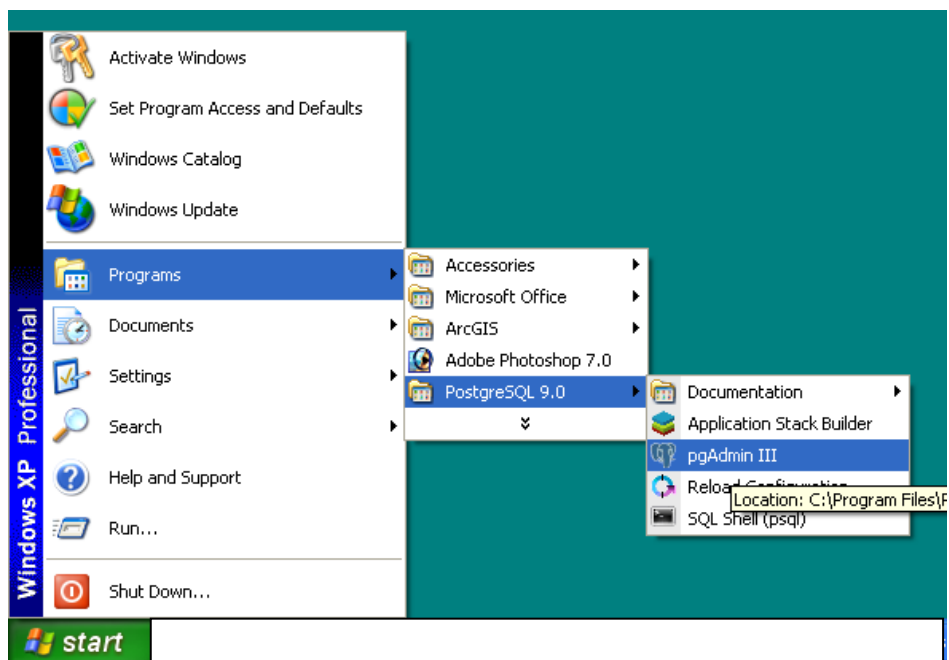 Activate Windows
Set Program Access and Defaults
Windows Catalog
Windows Update
Programs
Documents
Settings
Search
Help and Support
Run...
Shut Down...
Windows XP Professional
Accessories
Microsoft Office
ArcGIS
Adobe Photoshop 7.0
PostgreSQL 9.0
Documentation
Application Stack Builder
pgAdmin III
Reload Configuration
Location: C:\Program Files\P
SQL Shell (psql)
start